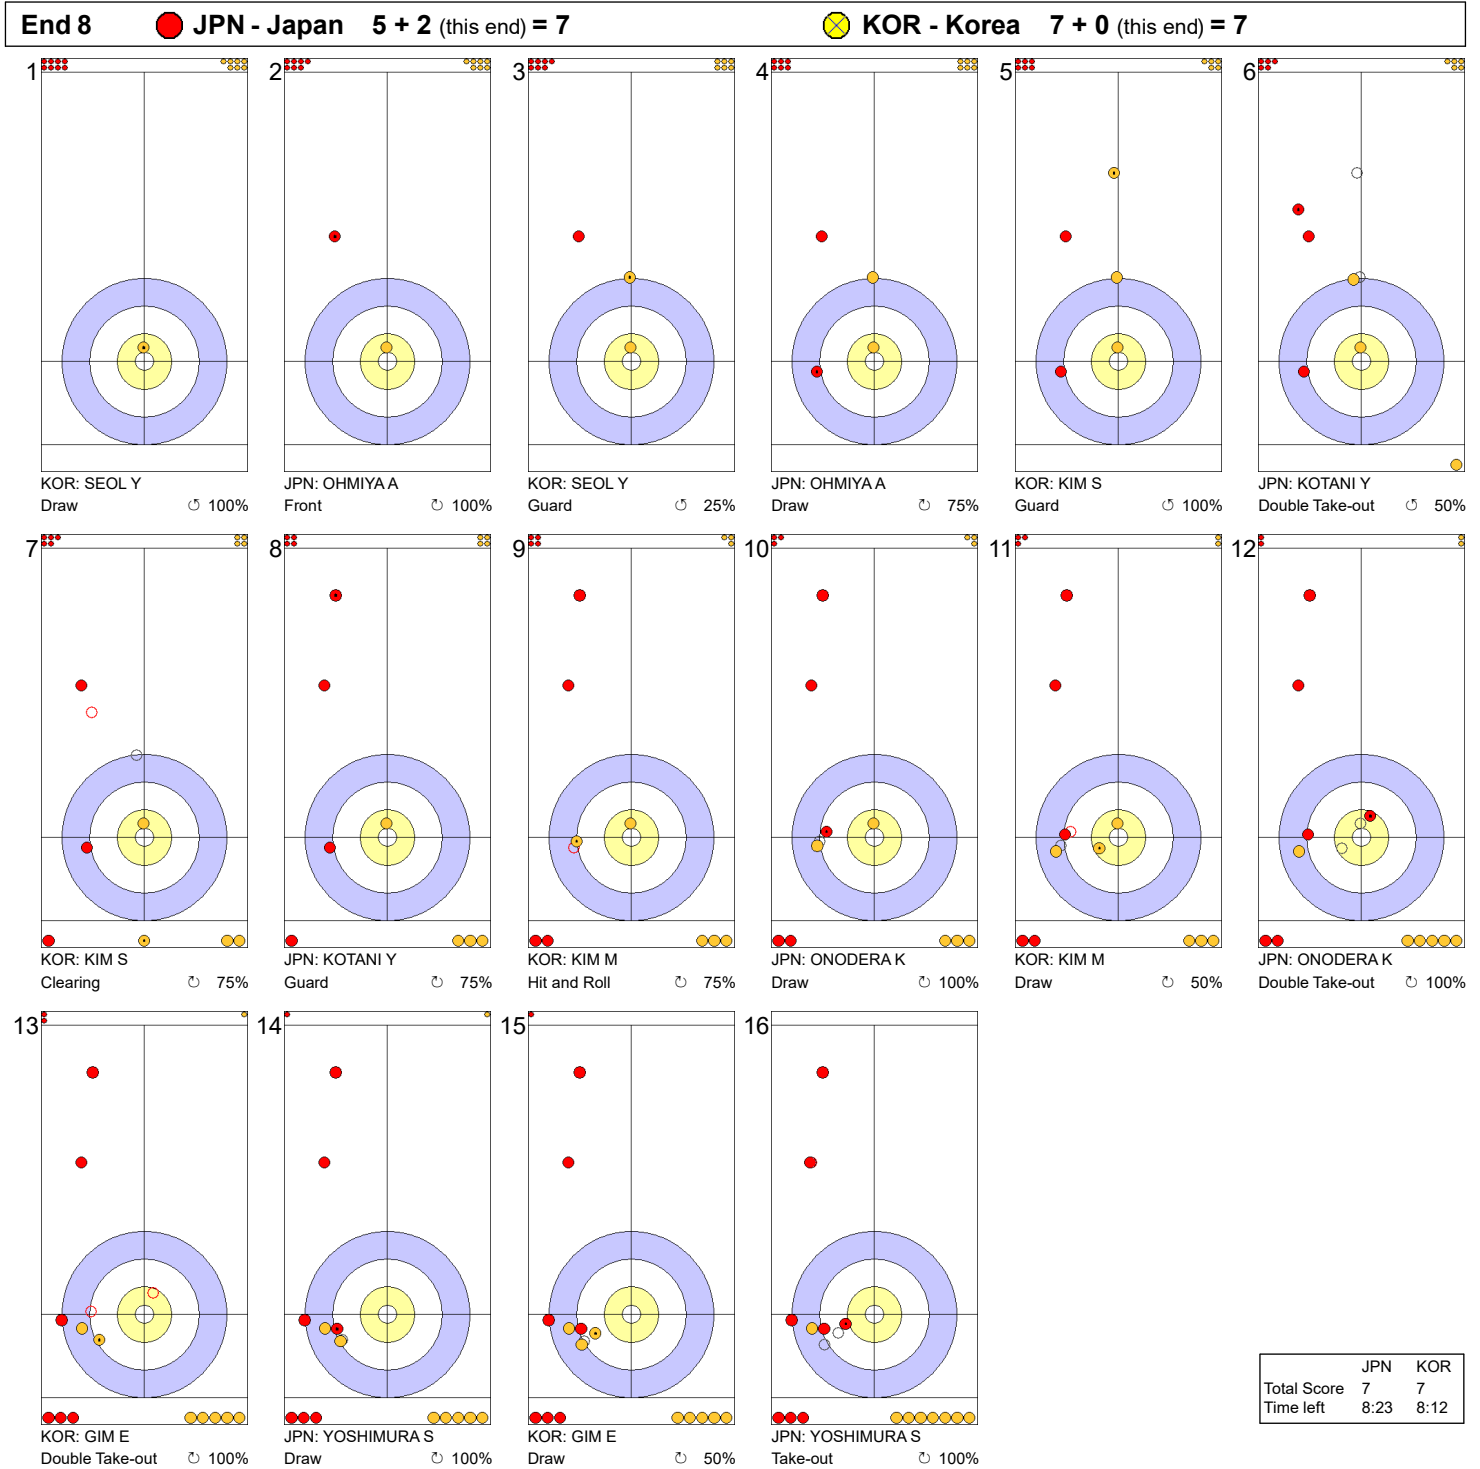 End 8 JPN - Japan 5 + 2 (this end) = 7 KOR - Korea 7 + 0 (this end) = 7
1 2 3 4 5 6
KOR: SEOL Y JPN: OHMIYA A KOR: SEOL Y JPN: OHMIYA A KOR: KIM S JPN: KOTANI Y
Draw ↺ 100% Front ↻ 100% Guard ↺ 25% Draw ↻ 75% Guard ↺ 100% Double Take-out ↺ 50%
7 8 9 10 11 12
KOR: KIM S JPN: KOTANI Y KOR: KIM M JPN: ONODERA K KOR: KIM M JPN: ONODERA K
Clearing ↻ 75% Guard ↻ 75% Hit and Roll ↻ 75% Draw ↻ 100% Draw ↻ 50% Double Take-out ↻ 100%
13 14 15 16
KOR: GIM E JPN: YOSHIMURA S KOR: GIM E JPN: YOSHIMURA S
Double Take-out ↻ 100% Draw ↻ 100% Draw ↻ 50% Take-out ↻ 100%
JPN KOR
Total Score 7 7
Time left 8:23 8:12